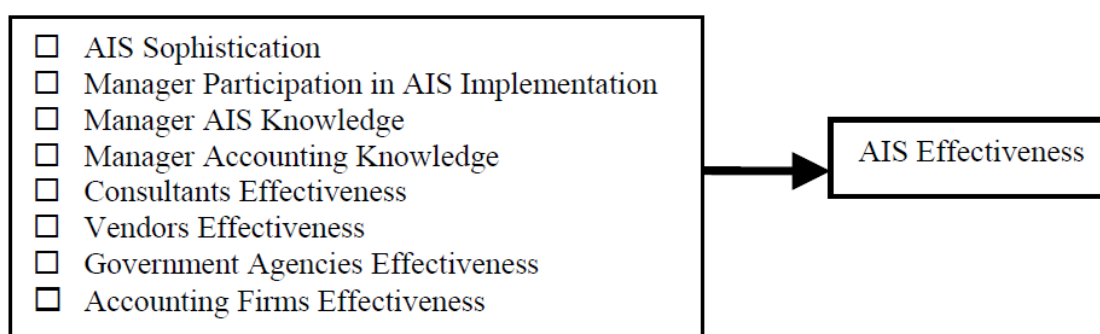 ☐ AIS Sophistication
☐ Manager Participation in AIS Implementation
☐ Manager AIS Knowledge
☐ Manager Accounting Knowledge
☐ Consultants Effectiveness
☐ Vendors Effectiveness
☐ Government Agencies Effectiveness
☐ Accounting Firms Effectiveness
AIS Effectiveness